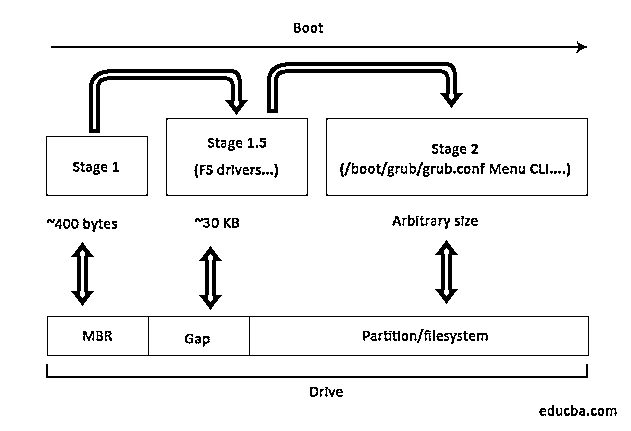 Boot
Stage 1
Stage 1.5
(FS drivers...)
Stage 2
(/boot/grub/grub.conf Menu CLI....)
~400 bytes
~30 KB
Arbitrary size
MBR
Gap
Partition/filesystem
Drive
educba.com